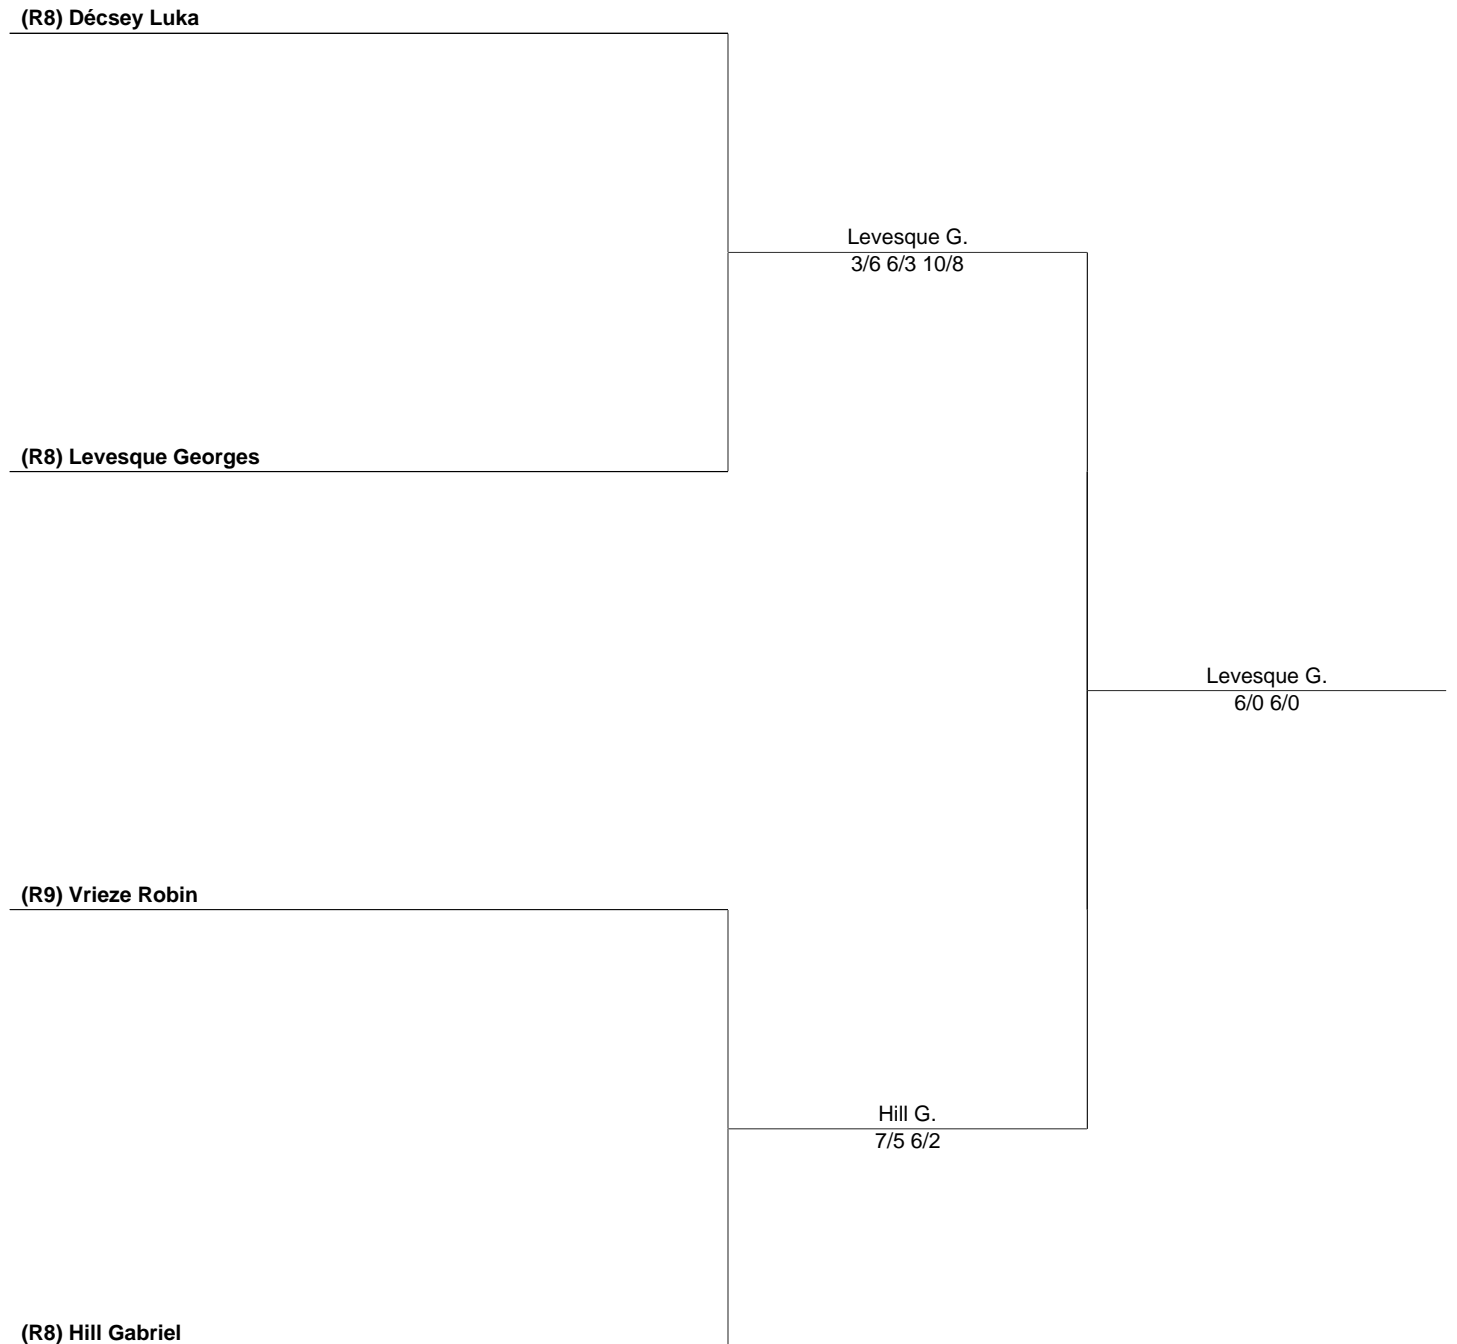 (R8) Décsey Luka
Levesque G.
3/6 6/3 10/8
(R8) Levesque Georges
Levesque G.
6/0 6/0
(R9) Vrieze Robin
Hill G.
7/5 6/2
(R8) Hill Gabriel